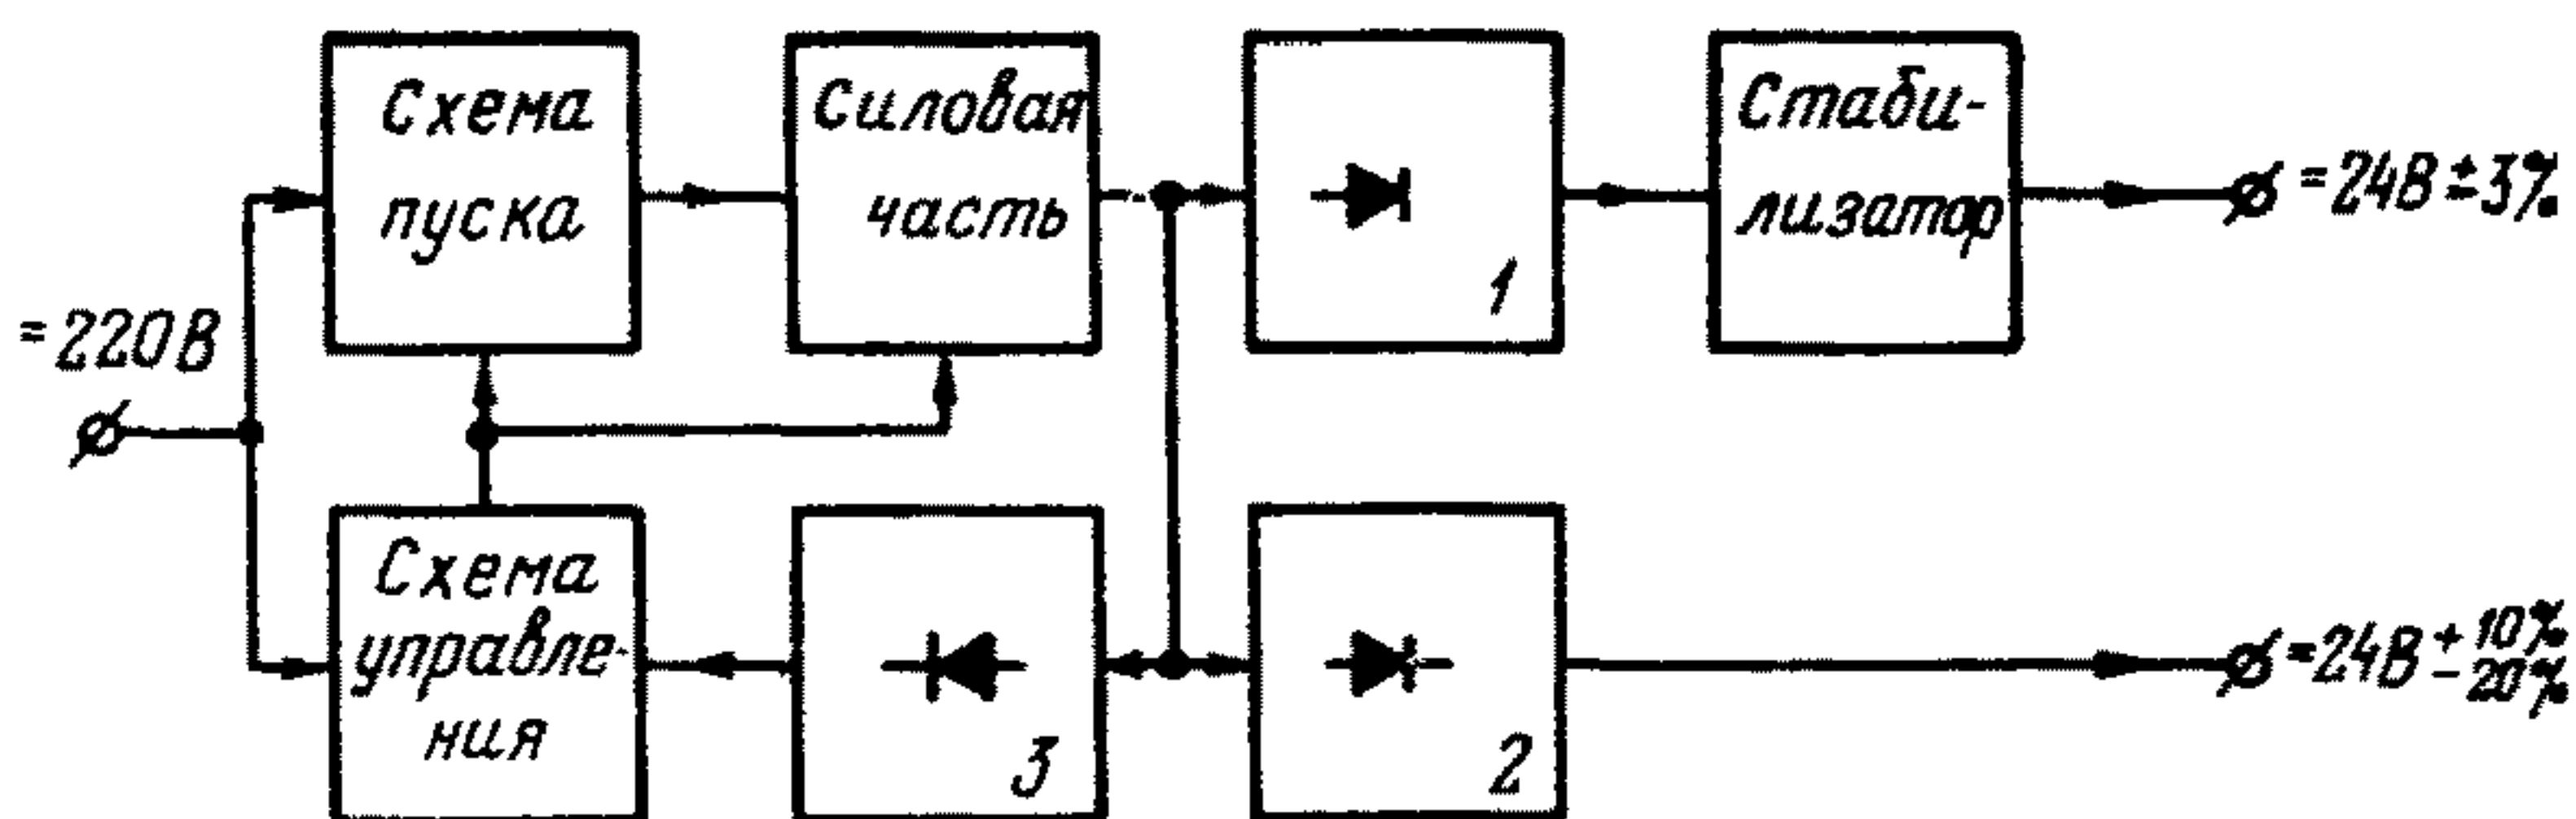 Схема
пуска
Силовая
часть
1
Стаби-
лизатор
=24В±3%
=220В
Схема
управле-
ния
3
2
=24В +10%
-20%